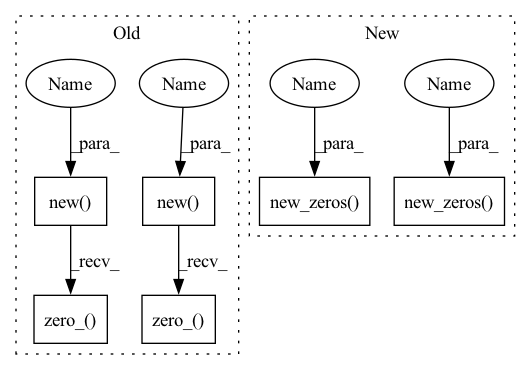 Old
New
Name
Name
Name
Name
_para_
_para_
_para_
_para_
new()
new()
new_zeros()
new_zeros()
_recv_
_recv_
zero_()
zero_()